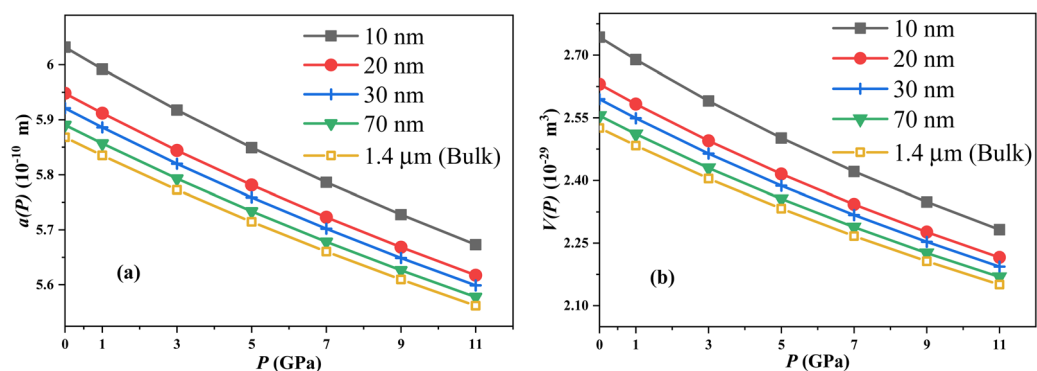 6
5.9
5.8
5.7
5.6
a(P) (10⁻¹⁰ m)
10 nm
20 nm
30 nm
70 nm
1.4 μm (Bulk)
(a)
0 1 3 5 7 9 11
P (GPa)
2.70
2.55
2.40
2.25
2.10
V(P) (10⁻²⁹ m³)
10 nm
20 nm
30 nm
70 nm
1.4 μm (Bulk)
(b)
0 1 3 5 7 9 11
P (GPa)